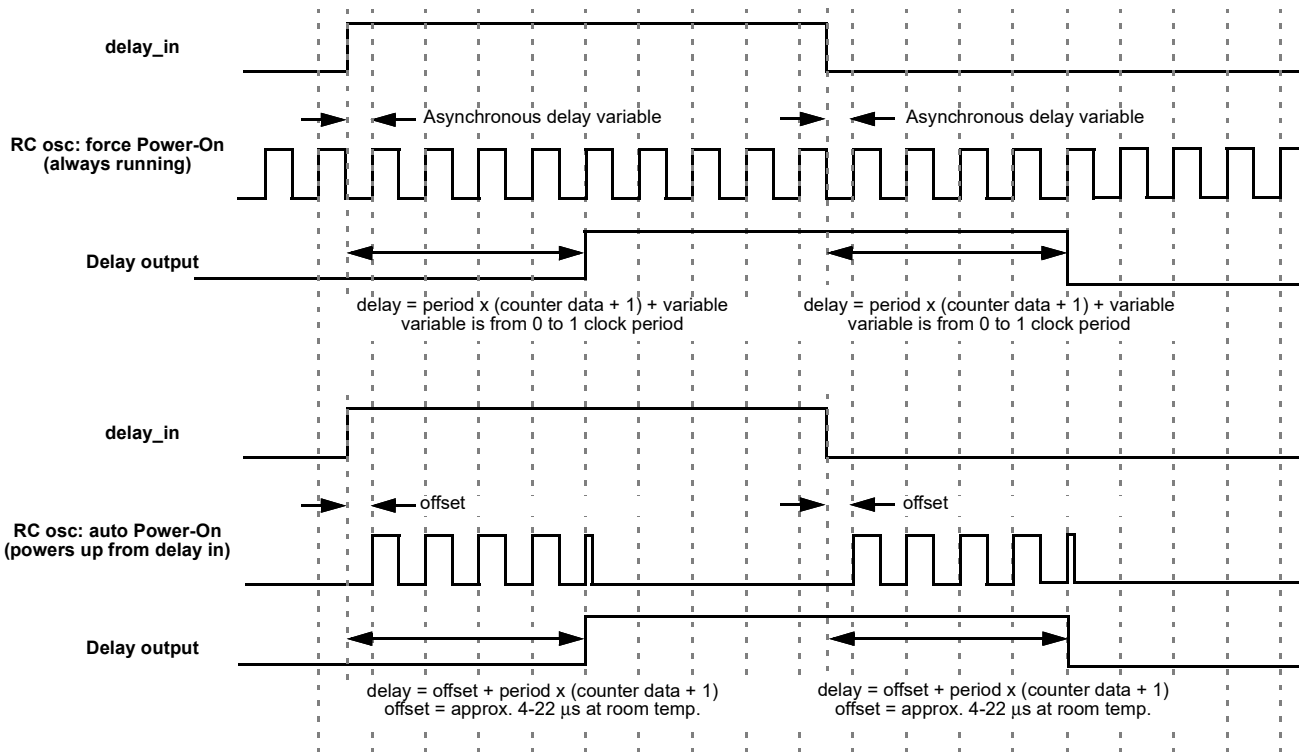 delay_in
Asynchronous delay variable
Asynchronous delay variable
RC osc: force Power-On
(always running)
Delay output
delay = period x (counter data + 1) + variable
variable is from 0 to 1 clock period
delay = period x (counter data + 1) + variable
variable is from 0 to 1 clock period
delay_in
offset
offset
RC osc: auto Power-On
(powers up from delay in)
Delay output
delay = offset + period x (counter data + 1)
offset = approx. 4-22 μs at room temp.
delay = offset + period x (counter data + 1)
offset = approx. 4-22 μs at room temp.